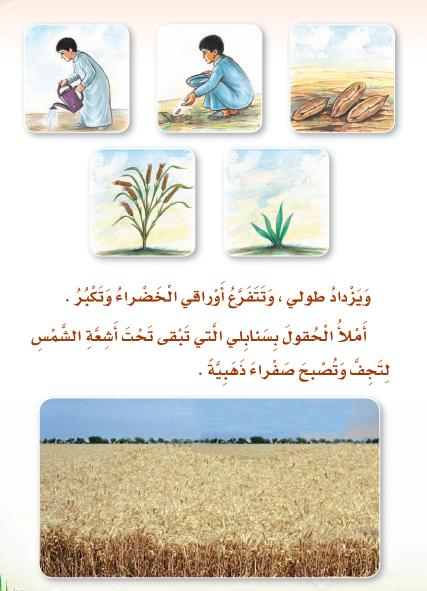 وَيَزْدادُ طولي ، وَتَتَفَرَّعُ أَوْراقي الْخَضْراءُ وَتَكْبُرُ .
أَمْلأُ الْحُقولَ بِسَنابِلي الَّتي تَبْقى تَحْتَ أَشِعَّةِ الشَّمْسِ
لِتَجِفَّ وَتُصْبِحَ صَفْراءَ ذَهَبِيَّةً .